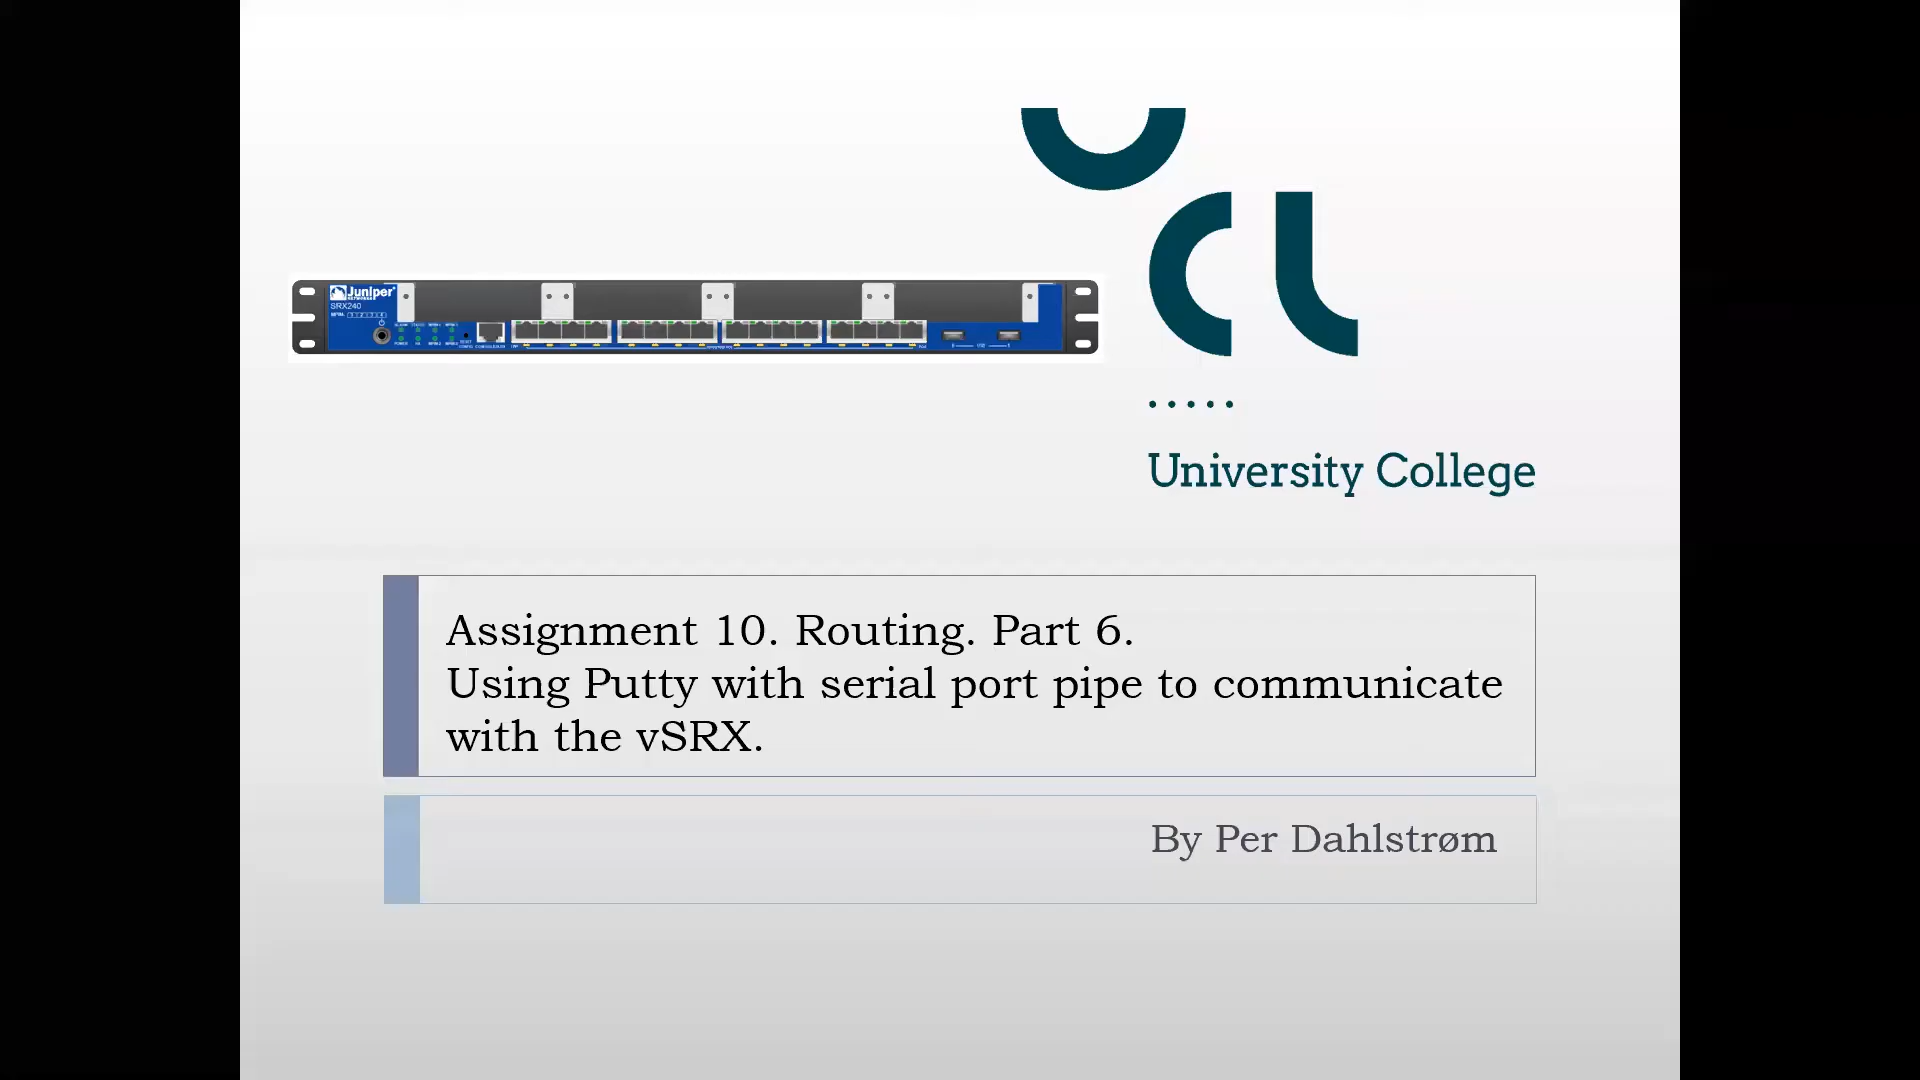 UCL
Juniper
NETWORKS
SRX240
University College
Assignment 10. Routing. Part 6.
Using Putty with serial port pipe to communicate
with the vSRX.
By Per Dahlstrøm